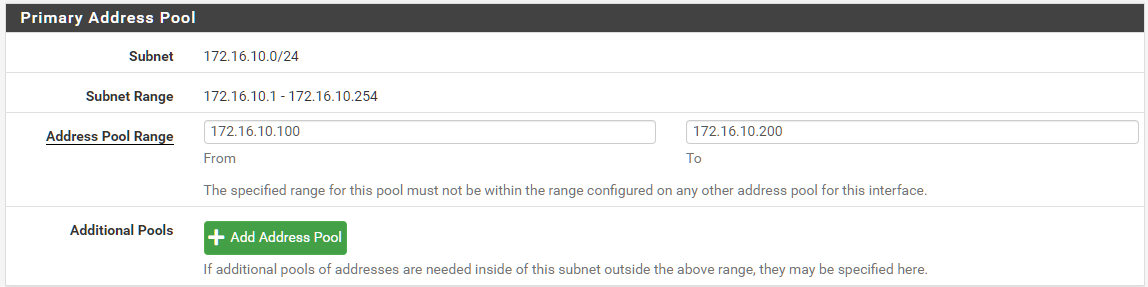 Primary Address Pool
Subnet 172.16.10.0/24
Subnet Range 172.16.10.1 - 172.16.10.254
Address Pool Range 172.16.10.100 172.16.10.200
From To
The specified range for this pool must not be within the range configured on any other address pool for this interface.
Additional Pools Add Address Pool
If additional pools of addresses are needed inside of this subnet outside the above range, they may be specified here.